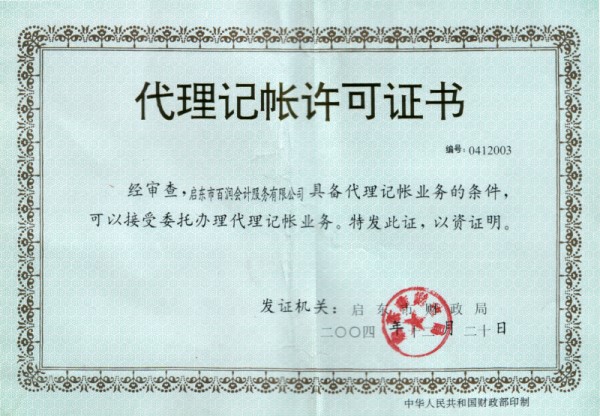 代理记帐许可证书
编号: 0412003
经审查，启东市百润会计服务有限公司具备代理记帐业务的条件，
可以接受委托办理代理记帐业务。特发此证，以资证明。
发证机关：启东市财政局
二〇〇四年十二月二十日
中华人民共和国财政部印制